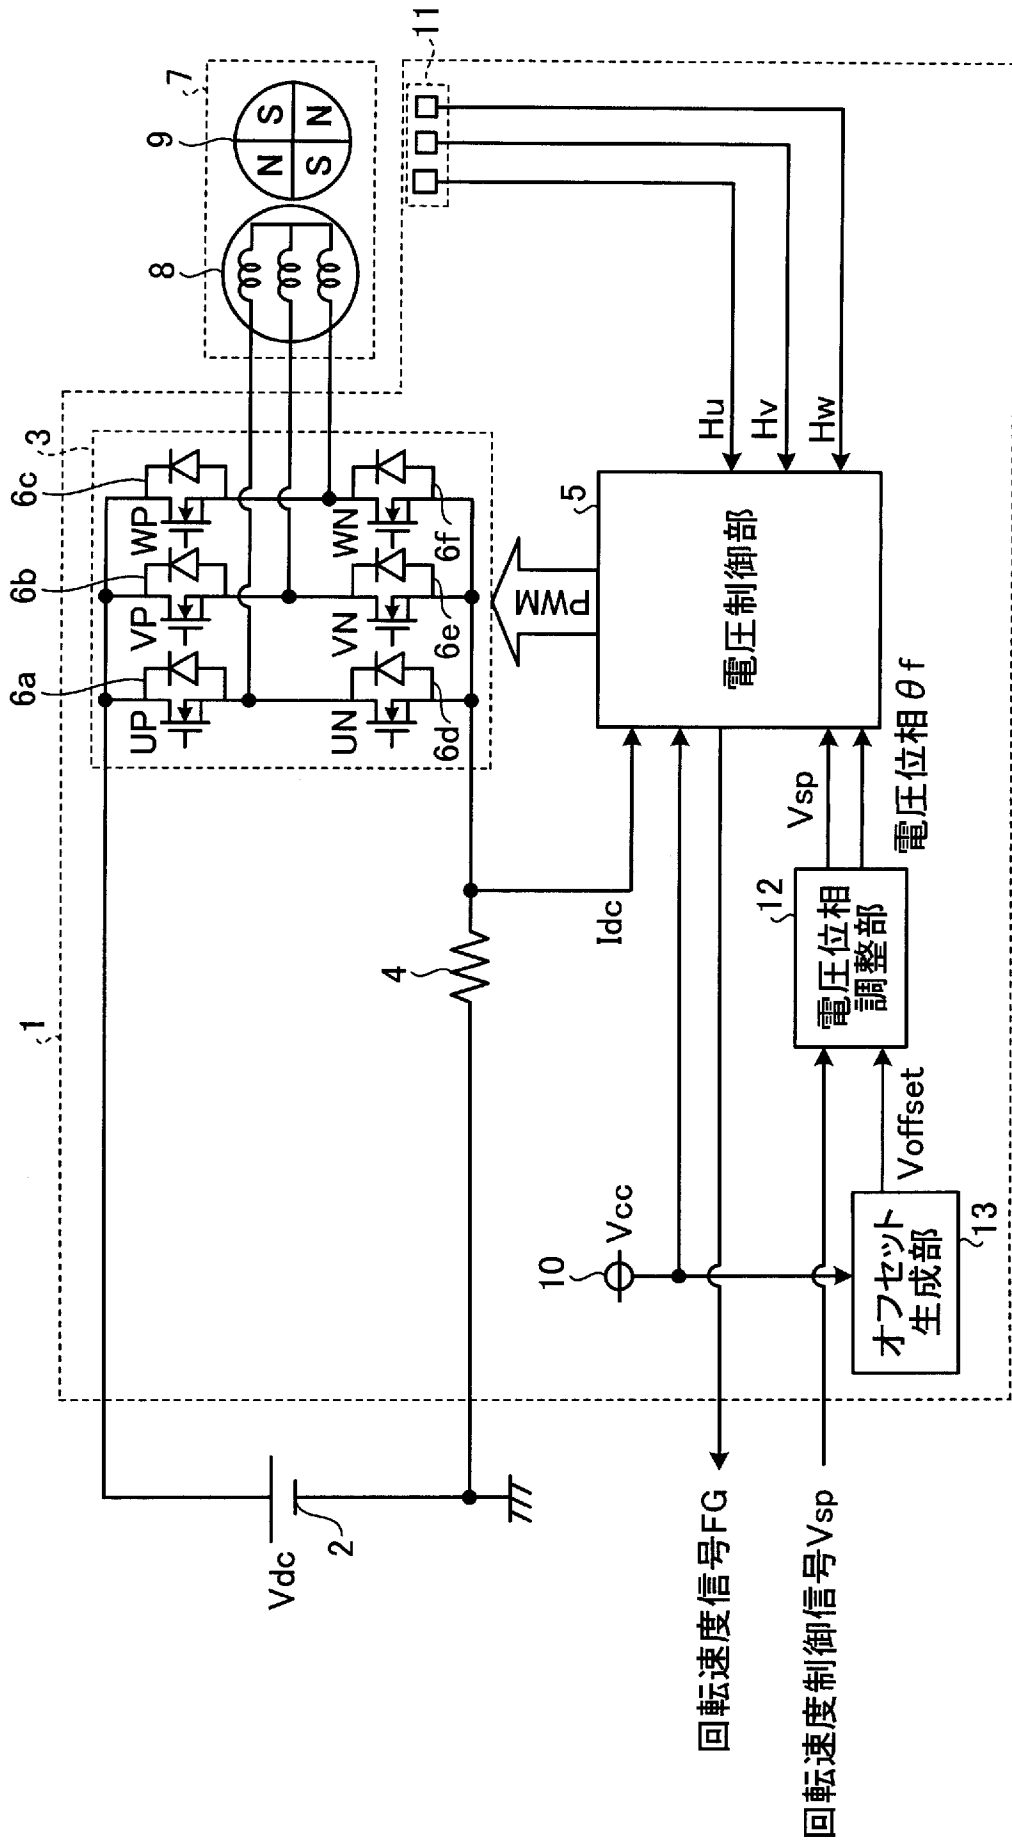 1
3
6a
6b
6c
UP
VP
WP
UN
VN
WN
6d
6e
6f
7
8
9
N
S
S
N
11
Vdc
2
4
Idc
PWM
5
電圧制御部
Hu
Hv
Hw
10
Vcc
回転速度信号FG
回転速度制御信号Vsp
オフセット
生成部
13
Voffset
12
電圧位相
調整部
Vsp
電圧位相θf